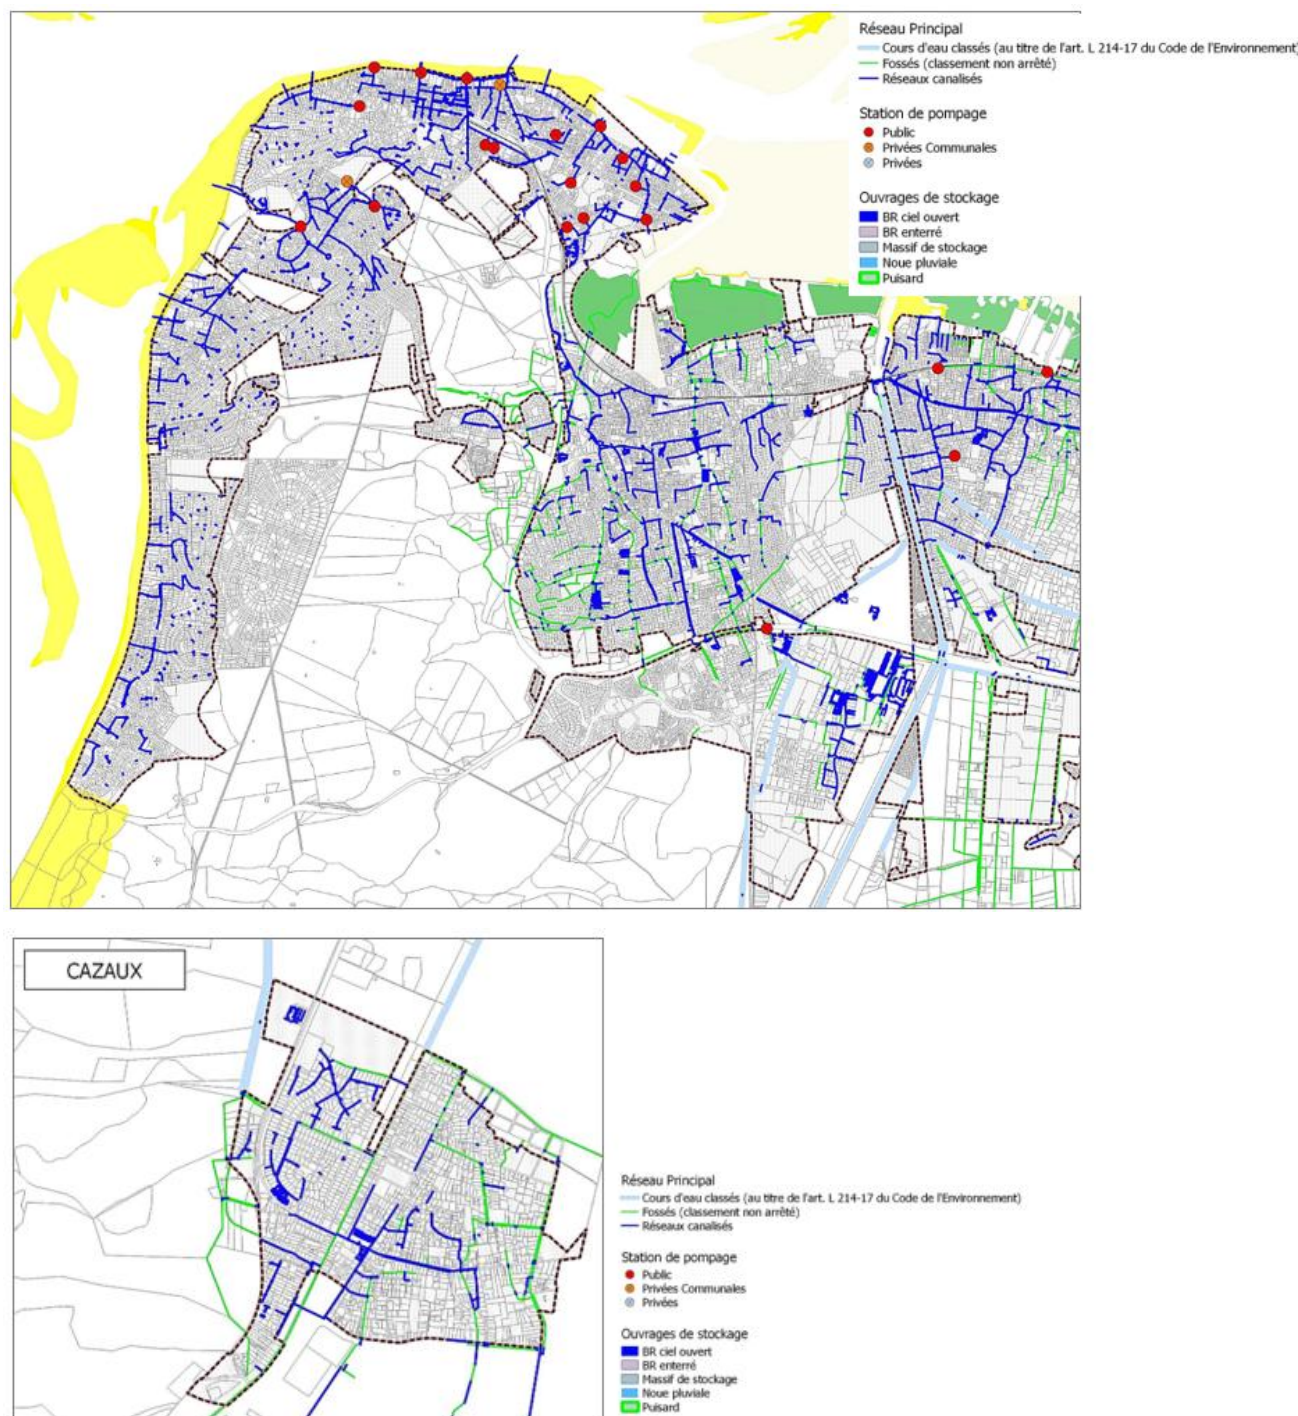 Réseau Principal
Cours d'eau classés (au titre de l'art. L 214-17 du Code de l'Environnement)
Fossés (classement non arrêté)
Réseaux canalisés
Station de pompage
Public
Privées Communales
Privées
Ouvrages de stockage
BR ciel ouvert
BR enterré
Massif de stockage
Noue pluviale
Puisard
CAZAUX
Réseau Principal
Cours d'eau classés (au titre de l'art. L 214-17 du Code de l'Environnement)
Fossés (classement non arrêté)
Réseaux canalisés
Station de pompage
Public
Privées Communales
Privées
Ouvrages de stockage
BR ciel ouvert
BR enterré
Massif de stockage
Noue pluviale
Puisard